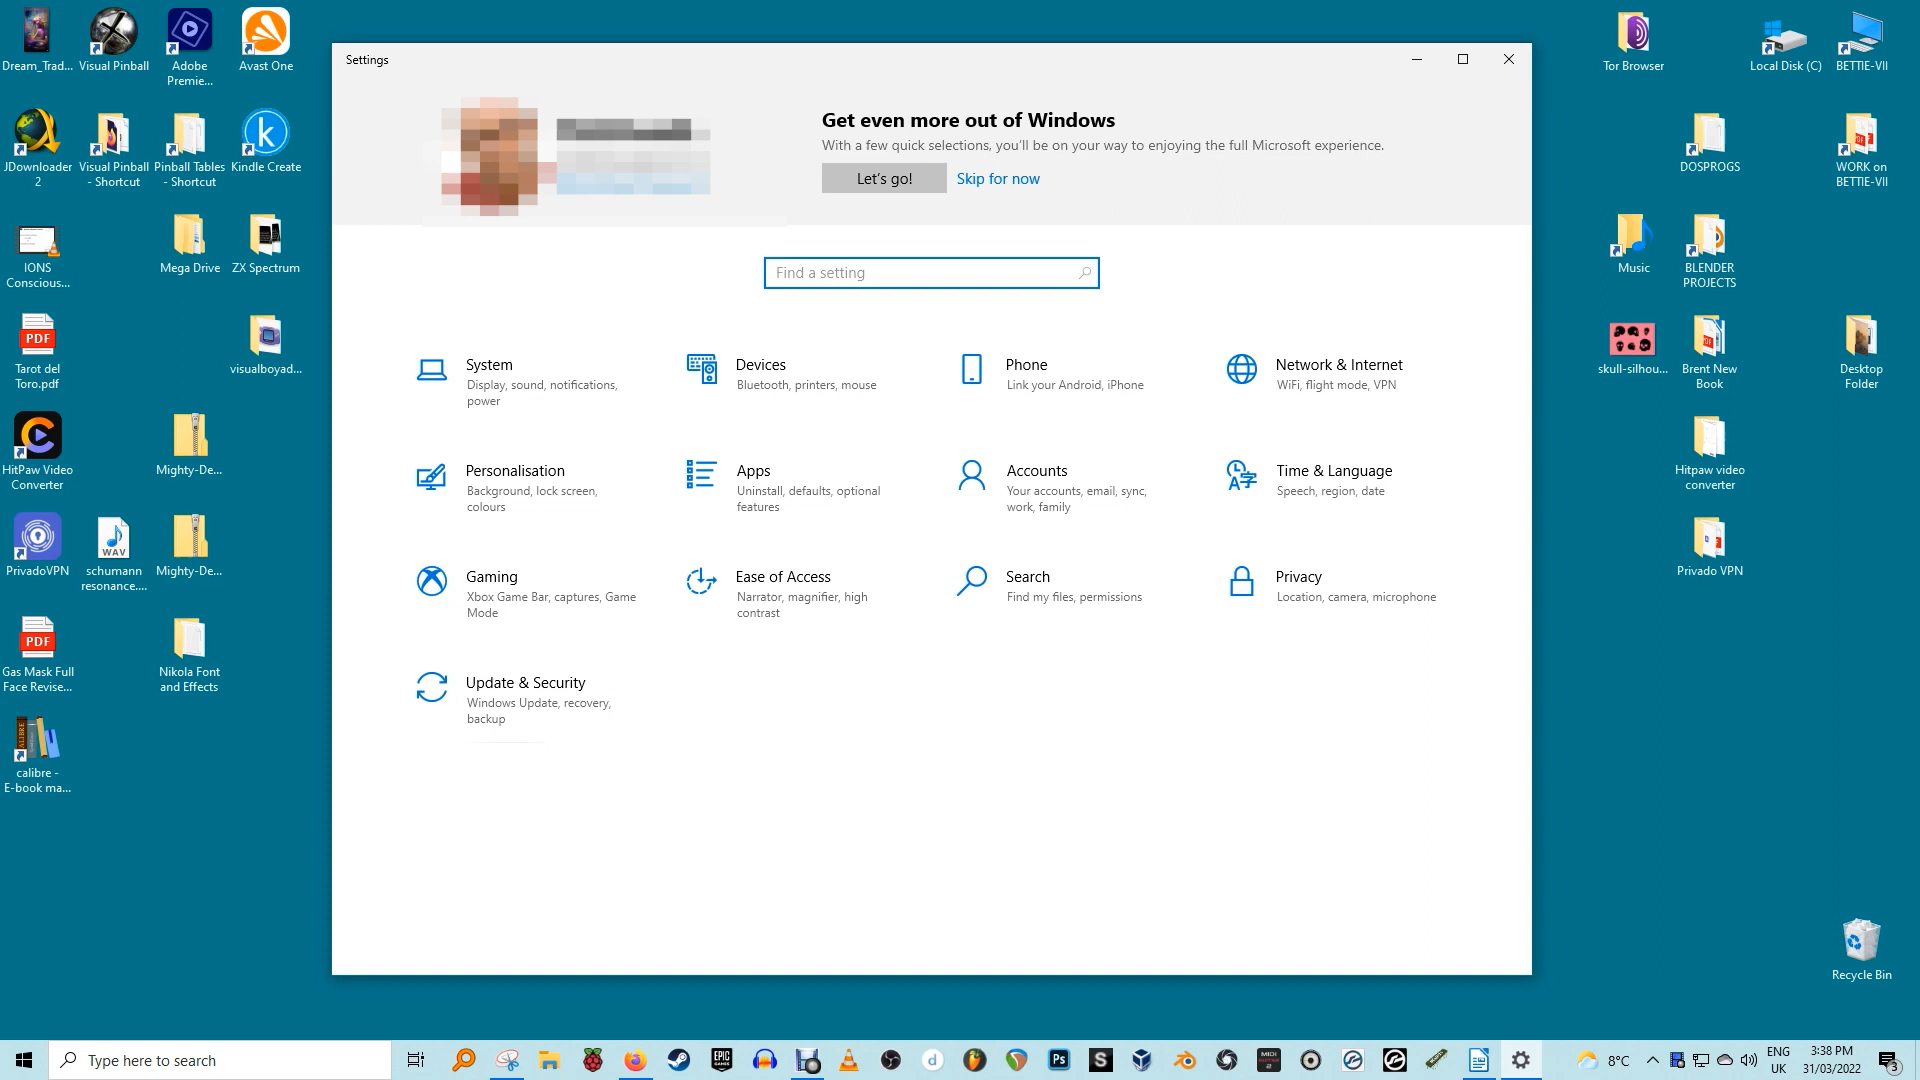 Dream_Trad...
Visual Pinball
Adobe
Premie...
Avast One
JDownloader
2
Visual Pinball
- Shortcut
Pinball Tables
- Shortcut
Kindle Create
IONS
Conscious...
Mega Drive
ZX Spectrum
PDF
Tarot del
Toro.pdf
visualboyad...
HitPaw Video
Converter
Mighty-De...
PrivadoVPN
WAV
schumann
resonance....
Mighty-De...
PDF
Gas Mask Full
Face Revise...
Nikola Font
and Effects
calibre -
E-book ma...
Settings
Get even more out of Windows
With a few quick selections, you'll be on your way to enjoying the full Microsoft experience.
Let's go!
Skip for now
Find a setting
System
Display, sound, notifications,
power
Devices
Bluetooth, printers, mouse
Phone
Link your Android, iPhone
Network & Internet
WiFi, flight mode, VPN
Personalisation
Background, lock screen,
colours
Apps
Uninstall, defaults, optional
features
Accounts
Your accounts, email, sync,
work, family
Time & Language
Speech, region, date
Gaming
Xbox Game Bar, captures, Game
Mode
Ease of Access
Narrator, magnifier, high
contrast
Search
Find my files, permissions
Privacy
Location, camera, microphone
Update & Security
Windows Update, recovery,
backup
Tor Browser
Local Disk (C)
BETTIE-VII
DOSPROGS
WORK on
BETTIE-VII
Music
BLENDER
PROJECTS
skull-silhou...
Brent New
Book
Desktop
Folder
Hitpaw video
converter
Privado VPN
Recycle Bin
Type here to search
EPIC
GAMES
d
Ps
S
MIDI
2
8°C
ENG
UK
3:38 PM
31/03/2022
3